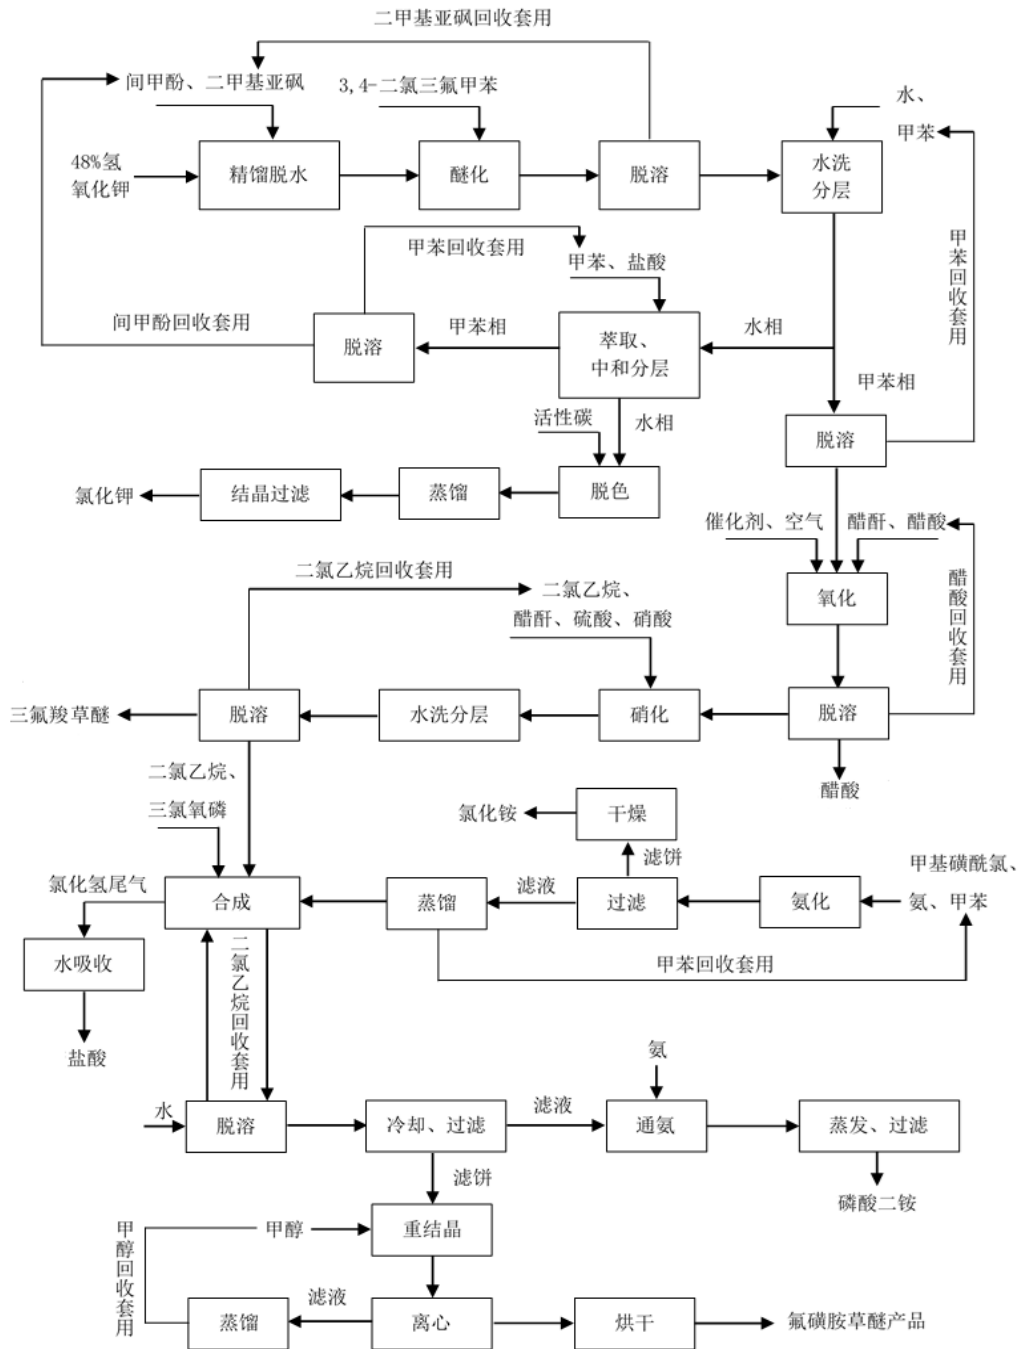 二甲基亚砜回收套用
间甲酚、二甲基亚砜
3,4-二氯三氟甲苯
水、
甲苯
48%氢
氧化钾
精馏脱水
醚化
脱溶
水洗
分层
甲苯回收套用
甲苯回收套用
甲苯、盐酸
间甲酚回收套用
脱溶
甲苯相
萃取、
中和分层
水相
甲苯相
活性碳
水相
脱溶
氯化钾
结晶过滤
蒸馏
脱色
催化剂、空气
醋酐、醋酸
二氯乙烷回收套用
二氯乙烷、
醋酐、硫酸、硝酸
氧化
醋酸回收套用
三氟羧草醚
脱溶
水洗分层
硝化
脱溶
二氯乙烷、
三氯氧磷
醋酸
氯化铵
干燥
滤饼
甲基磺酰氯、
氨、甲苯
氯化氢尾气
合成
蒸馏
滤液
过滤
氨化
水吸收
二氯乙烷回收套用
甲苯回收套用
盐酸
氨
水
脱溶
冷却、过滤
滤液
通氨
蒸发、过滤
滤饼
磷酸二铵
甲醇回收套用
甲醇
重结晶
蒸馏
滤液
离心
烘干
氟磺胺草醚产品